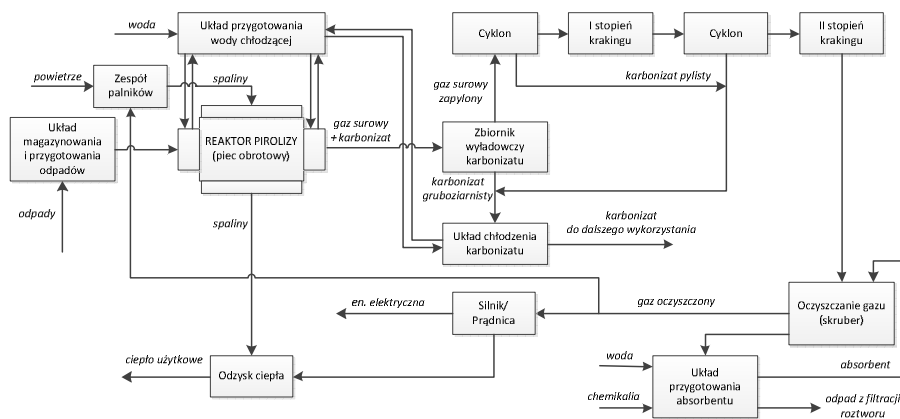 woda
Układ przygotowania
wody chłodzącej
Cyklon
I stopień
krakingu
Cyklon
II stopień
krakingu
powietrze
Zespół
palników
spaliny
gaz surowy
zapylony
karbonizat pylisty
Układ
magazynowania
i przygotowania
odpadów
REAKTOR PIROLIZY
(piec obrotowy)
gaz surowy
+karbonizat
Zbiornik
wyładowczy
karbonizatu
karbonizat
gruboziarnisty
odpady
spaliny
Układ chłodzenia
karbonizatu
karbonizat
do dalszego wykorzystania
en. elektryczna
Silnik/
Prądnica
gaz oczyszczony
Oczyszczanie gazu
(skruber)
ciepło użytkowe
Odzysk ciepła
woda
chemikalia
Układ
przygotowania
absorbentu
absorbent
odpad z filtracji
roztworu